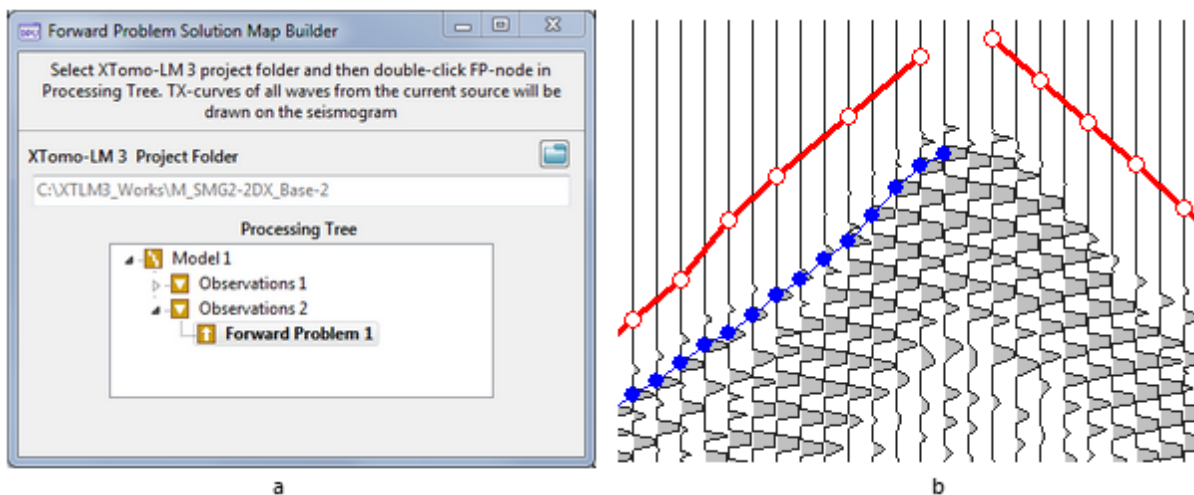 Forward Problem Solution Map Builder
Select XTomo-LM 3 project folder and then double-click FP-node in
Processing Tree. TX-curves of all waves from the current source will be
drawn on the seismogram
XTomo-LM 3  Project Folder
C:\XTLM3_Works\M_SMG2-2DX_Base-2
Processing Tree
Model 1
Observations 1
Observations 2
Forward Problem 1
a
b